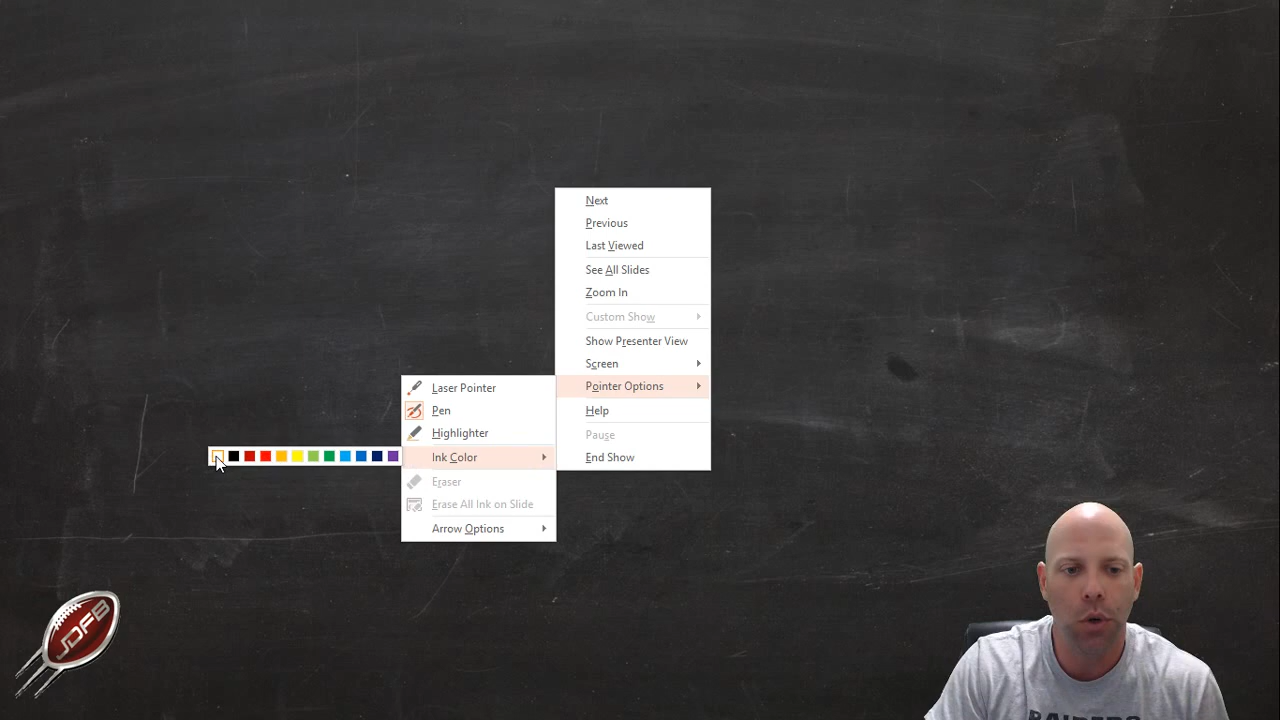 Next
Previous
Last Viewed
See All Slides
Zoom In
Custom Show
Show Presenter View
Screen
Pointer Options
Help
Pause
End Show
Laser Pointer
Pen
Highlighter
Ink Color
Eraser
Erase All Ink on Slide
Arrow Options
JDFB
RAIDERS